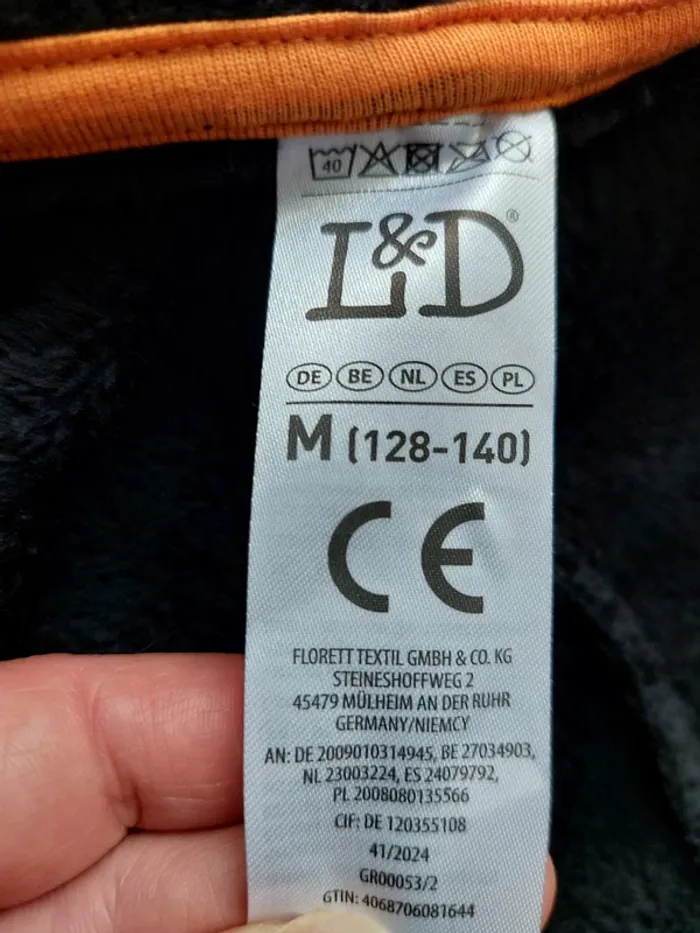 40
L&D®
DE BE NL ES PL
M (128-140)
CE
FLORETT TEXTIL GMBH & CO. KG
STEINESHOFFWEG 2
45479 MÜLHEIM AN DER RUHR
GERMANY/NIEMCY
AN: DE 2009010314945, BE 27034903,
NL 23003224, ES 24079792,
PL 2008080135566
CIF: DE 120355108
41/2024
GR00053/2
GTIN: 4068706081644